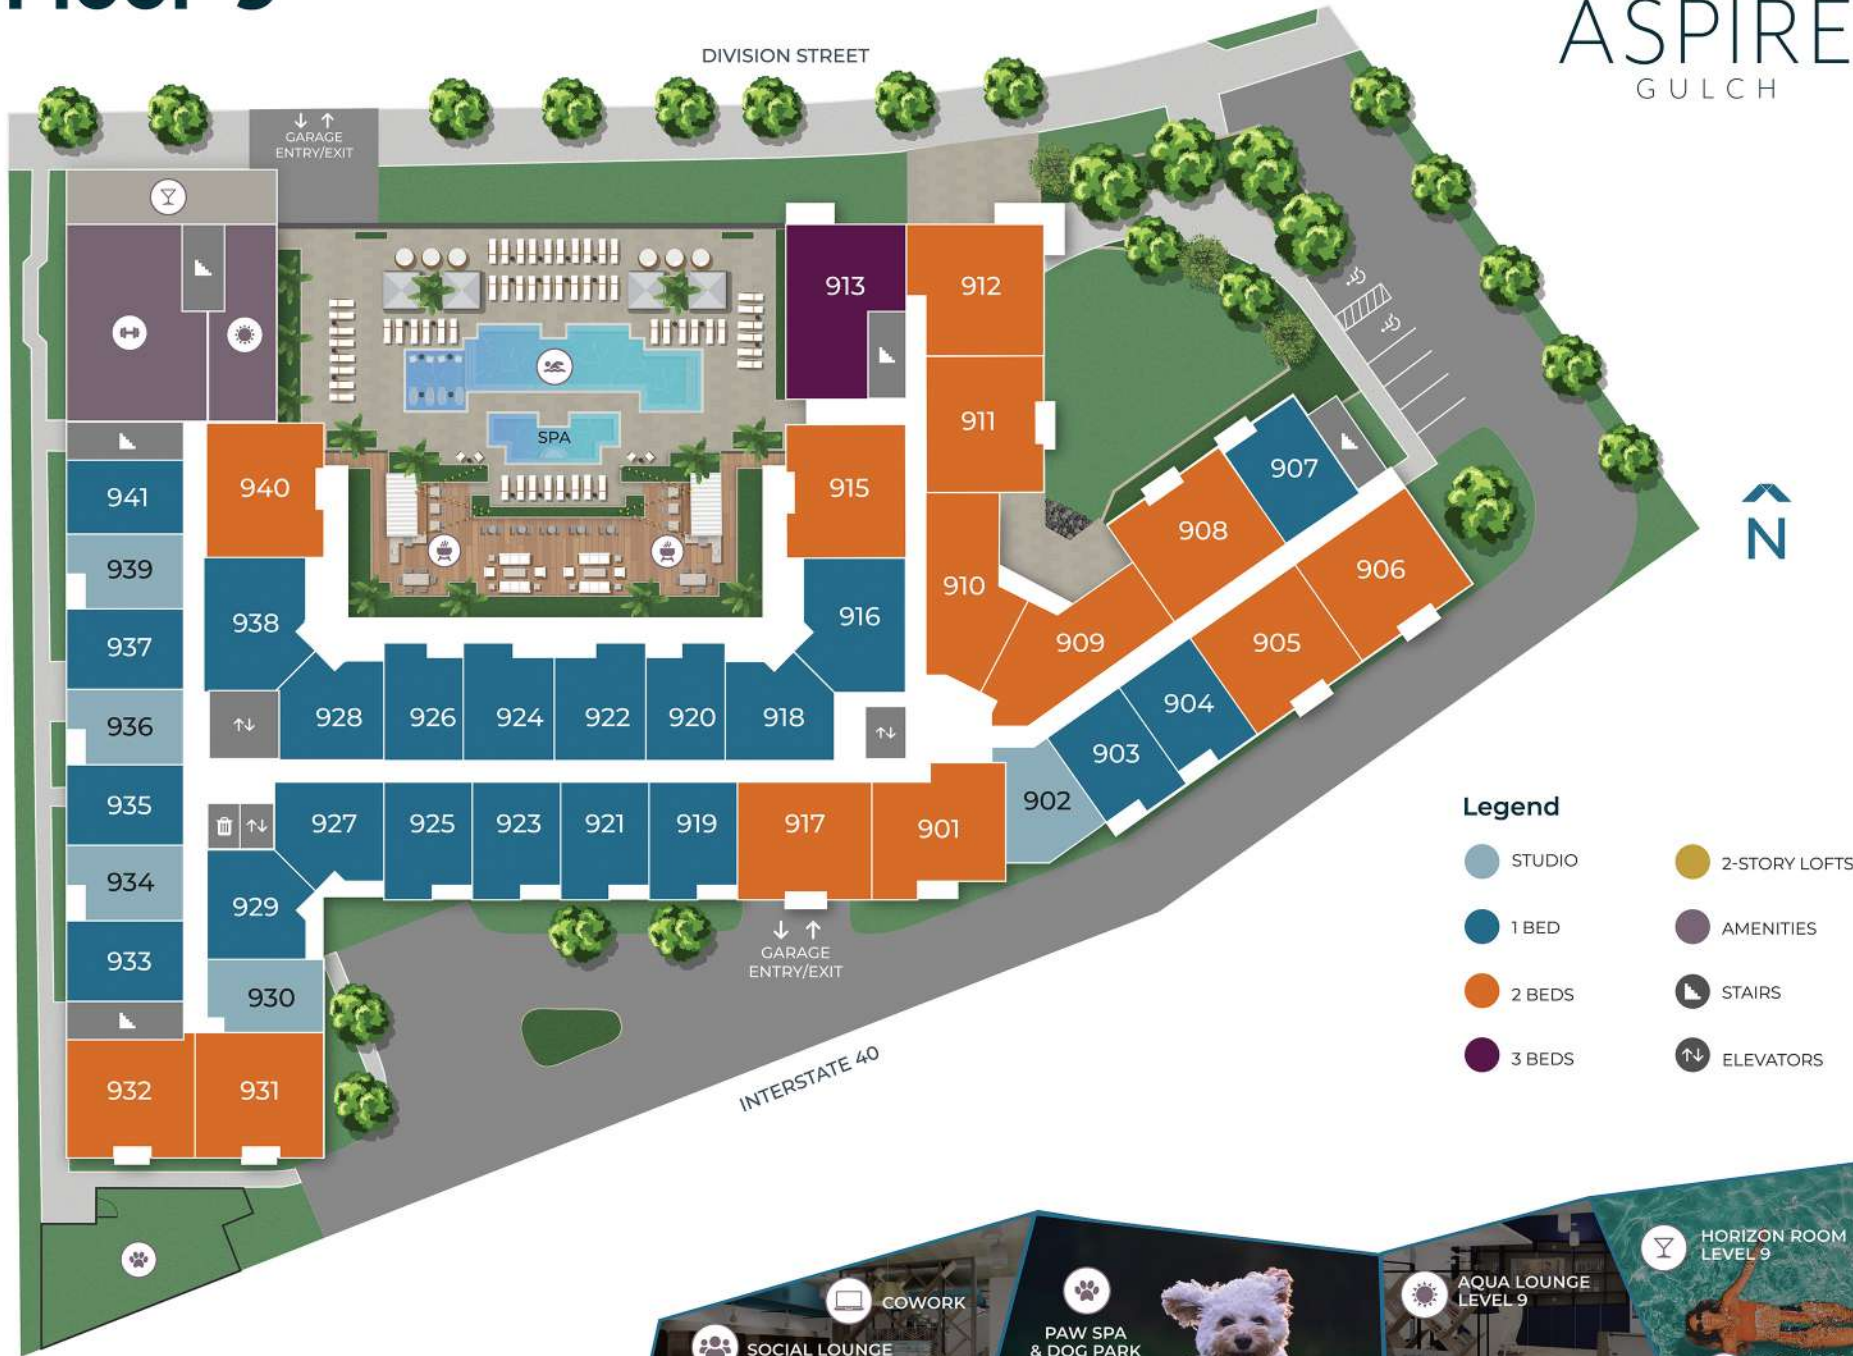 ASPIRE
GULCH
DIVISION STREET
GARAGE
ENTRY/EXIT
913
912
911
SPA
940
915
941
907
939
908
906
910
938
916
937
909
905
936
928
926
924
922
920
918
904
903
935
902
927
925
923
921
919
917
901
934
929
933
930
GARAGE
ENTRY/EXIT
932
931
INTERSTATE 40
N
Legend
STUDIO
1 BED
2 BEDS
3 BEDS
2-STORY LOFTS
AMENITIES
STAIRS
ELEVATORS
COWORK
SOCIAL LOUNGE
PAW SPA
& DOG PARK
AQUA LOUNGE
LEVEL 9
HORIZON ROOM
LEVEL 9